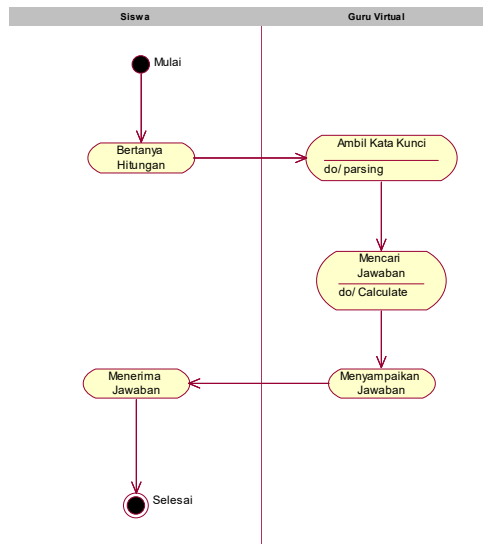 Siswa
Guru Virtual
Mulai
Bertanya
Hitungan
Ambil Kata Kunci
do/ parsing
Mencari
Jawaban
do/ Calculate
Menerima
Jawaban
Menyampaikan
Jawaban
Selesai